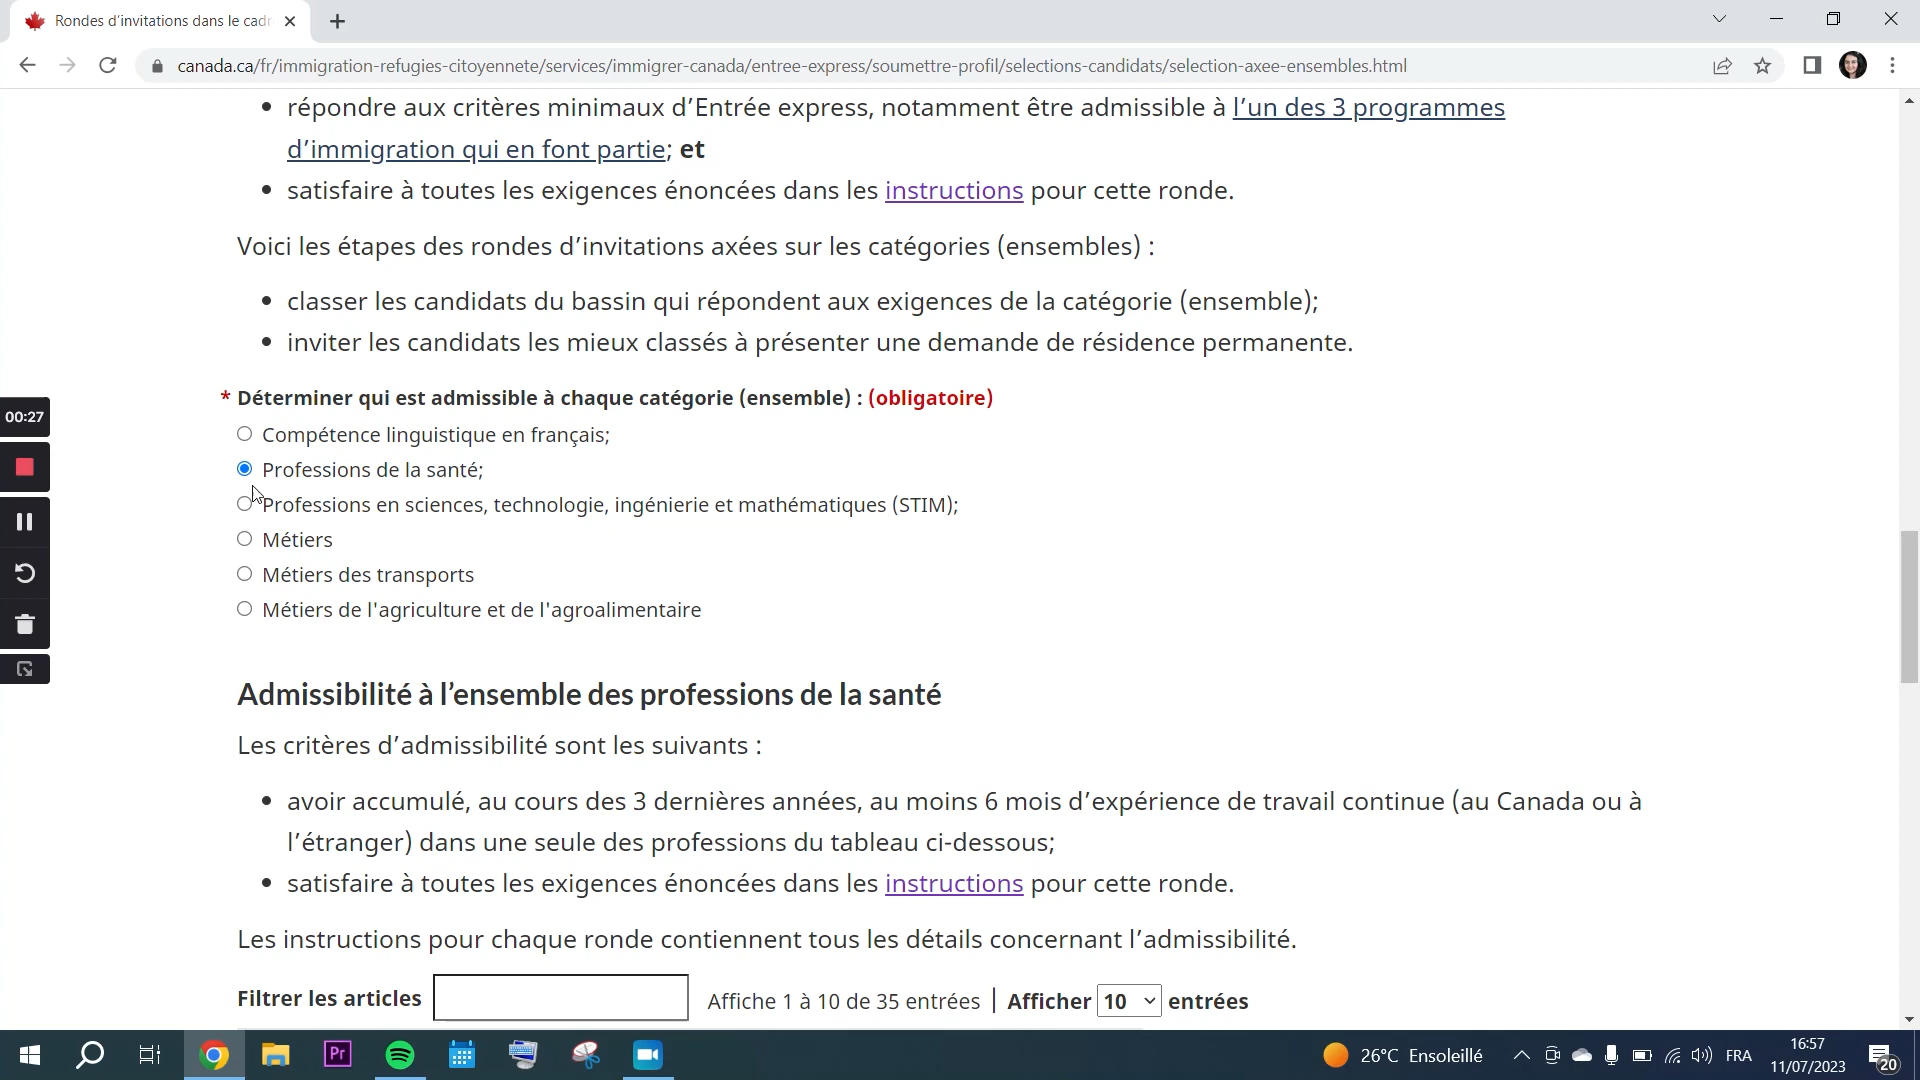 Rondes d'invitations dans le cadr
canada.ca/fr/immigration-refugies-citoyennete/services/immigrer-canada/entree-express/soumettre-profil/selections-candidats/selection-axee-ensembles.html
• répondre aux critères minimaux d'Entrée express, notamment être admissible à l'un des 3 programmes
d'immigration qui en font partie; et
• satisfaire à toutes les exigences énoncées dans les instructions pour cette ronde.
Voici les étapes des rondes d'invitations axées sur les catégories (ensembles) :
• classer les candidats du bassin qui répondent aux exigences de la catégorie (ensemble);
• inviter les candidats les mieux classés à présenter une demande de résidence permanente.
* Déterminer qui est admissible à chaque catégorie (ensemble) : (obligatoire)
00:27
Compétence linguistique en français;
Professions de la santé;
Professions en sciences, technologie, ingénierie et mathématiques (STIM);
Métiers
Métiers des transports
Métiers de l'agriculture et de l'agroalimentaire
Admissibilité à l'ensemble des professions de la santé
Les critères d'admissibilité sont les suivants :
• avoir accumulé, au cours des 3 dernières années, au moins 6 mois d'expérience de travail continue (au Canada ou à
l'étranger) dans une seule des professions du tableau ci-dessous;
• satisfaire à toutes les exigences énoncées dans les instructions pour cette ronde.
Les instructions pour chaque ronde contiennent tous les détails concernant l'admissibilité.
Filtrer les articles Affiche 1 à 10 de 35 entrées | Afficher 10 entrées
Pr
26°C Ensoleillé
FRA
16:57
11/07/2023
20